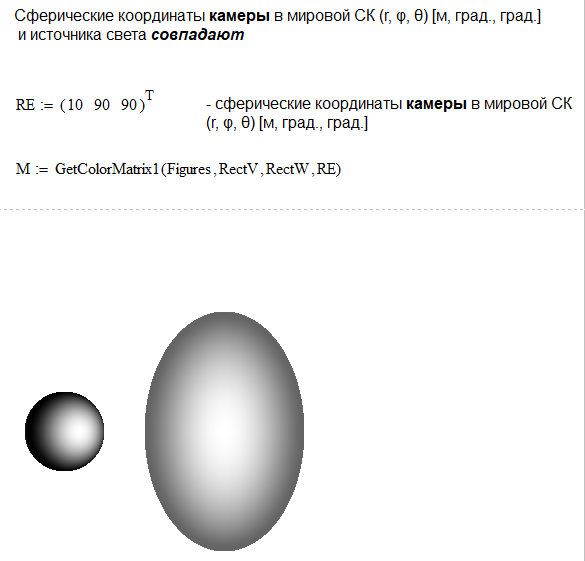 Сферические координаты камеры в мировой СК (r, φ, θ) [м, град., град.]
и источника света совпадают
RE := (10 90 90)^T - сферические координаты камеры в мировой СК
(r, φ, θ) [м, град., град.]
M := GetColorMatrix1(Figures,RectV,RectW,RE)